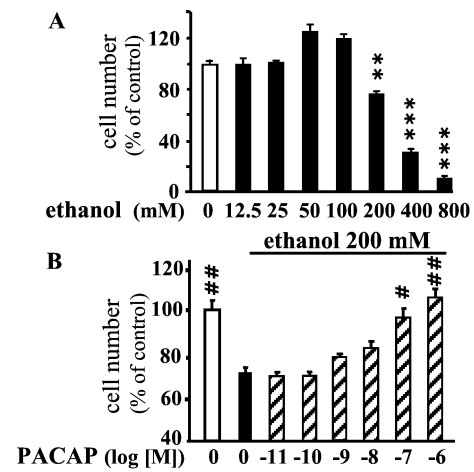 A
cell number
(% of control)
120
80
40
0
** *** ***
ethanol (mM) 0 12.5 25 50 100 200 400 800
ethanol 200 mM
B
cell number
(% of control)
120
100
80
60
40
## # ##
PACAP (log [M]) 0 0 -11 -10 -9 -8 -7 -6